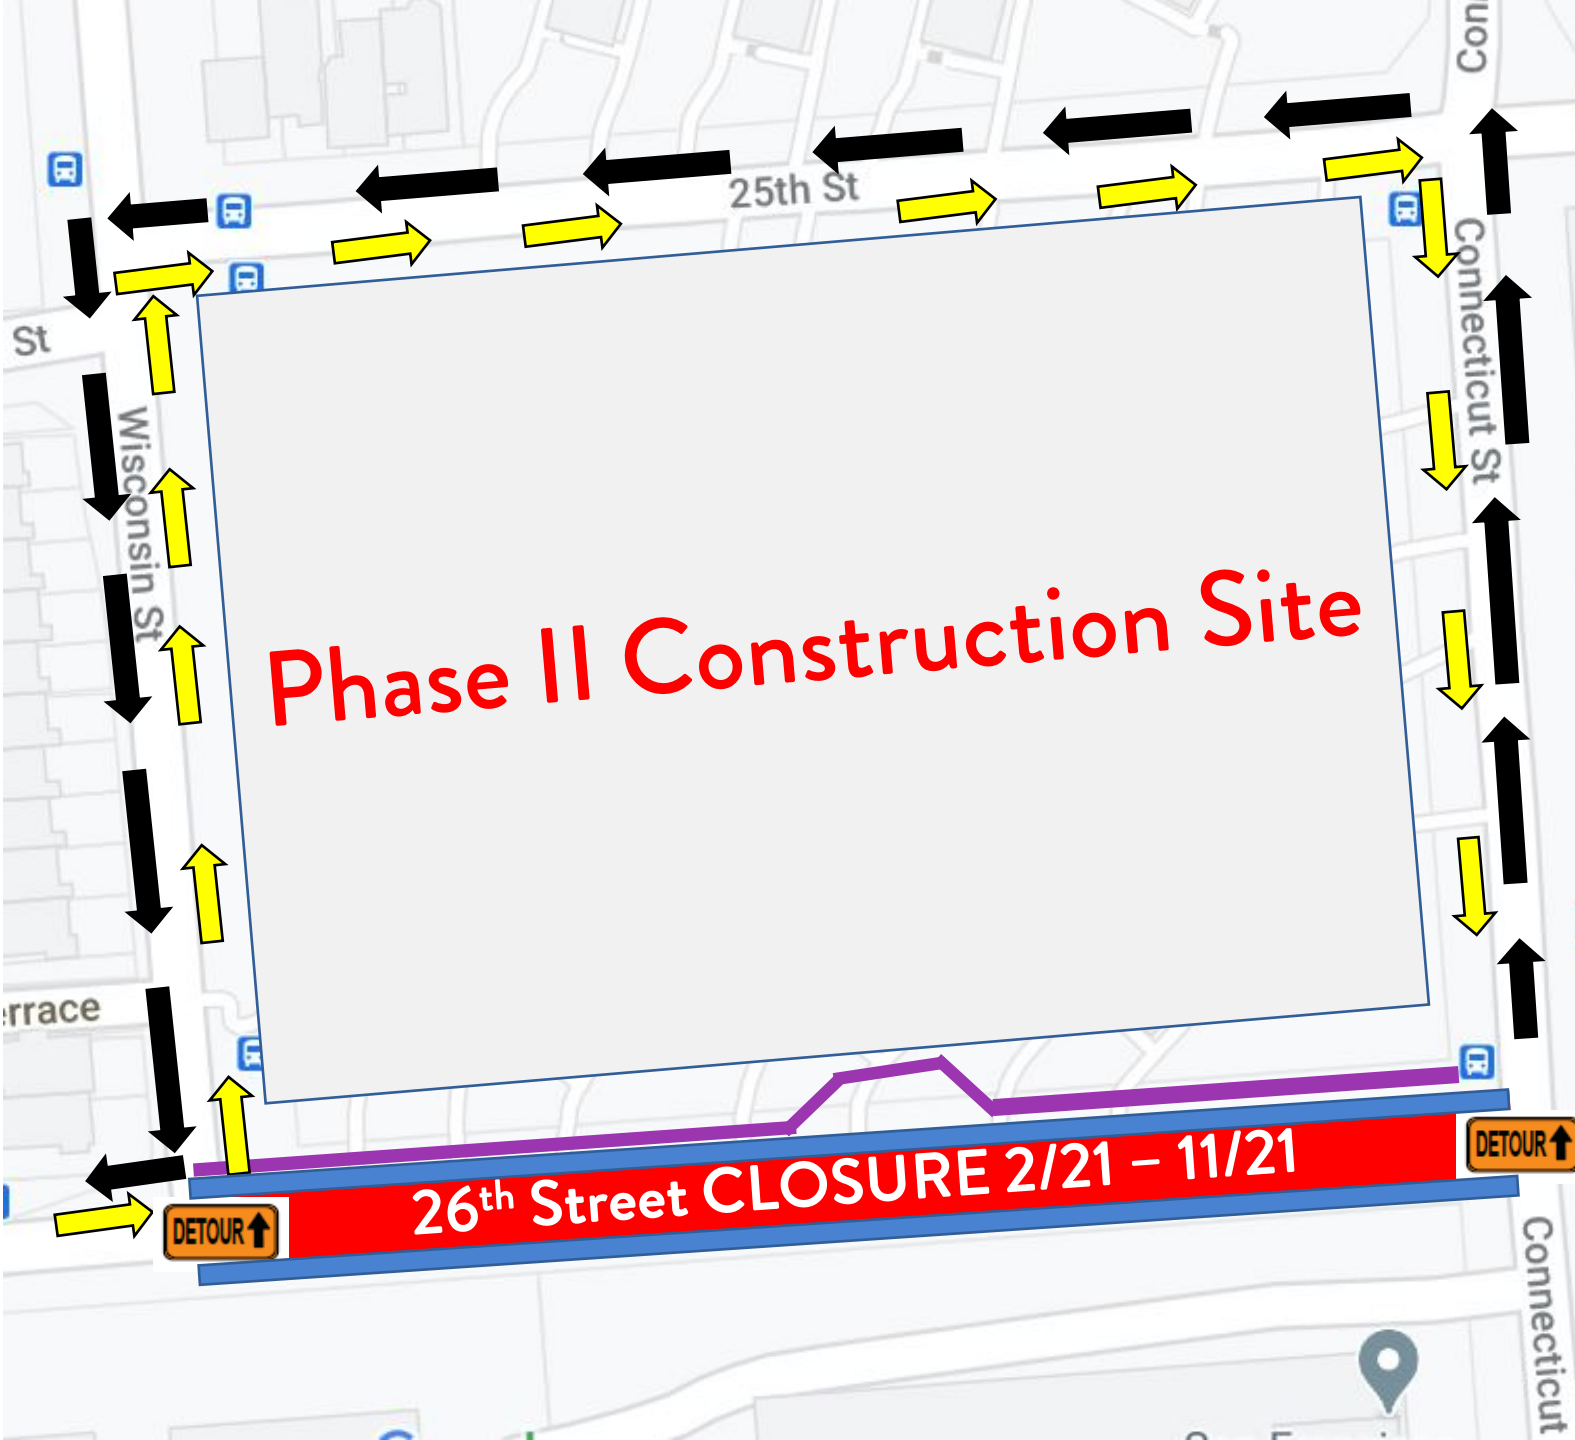 Con
25th St
St
Connecticut St
Wisconsin St
Phase II Construction Site
errace
DETOUR
26th Street CLOSURE 2/21 – 11/21
DETOUR
Connecticut